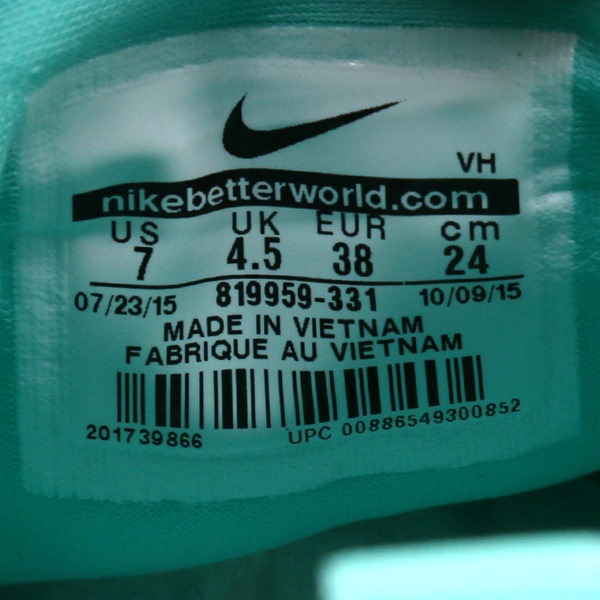 VH
nikebetterworld.com
US UK EUR cm
7 4.5 38 24
07/23/15 819959-331 10/09/15
MADE IN VIETNAM
FABRIQUE AU VIETNAM
201739866 UPC 00886549300852